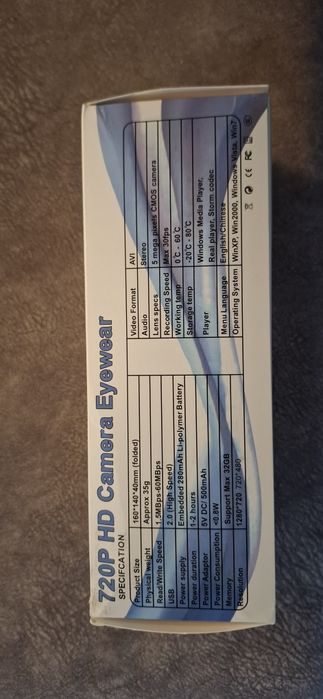 720P HD Camera Eyewear
SPECIFCATION
Product Size 160*140*40mm (folded)
Physical weight Approx 35g
Read/Write Speed 1.5MBps-60MBps
USB 2.0 (High Speed)
Power supply Embedded 280mAh Li-polymer Battery
Power duration 1-2 hours
Power Adaptor 5V DC/ 500mAh
Power Consumption <0.6W
Memory Support Max 32GB
Resolution 1280*720 720*480
Video Format AVI
Audio Stereo
Lens specs 5 mega pixels CMOS camera
Recording Speed Max 30fps
Working temp 0℃ - 60℃
Storage temp -20℃ - 80℃
Player Windows Media Player,
Real player, Storm codec
Menu Language English/Chinese
Operating System WinXP, Win2000, Windows Vista, Win7
CE FC